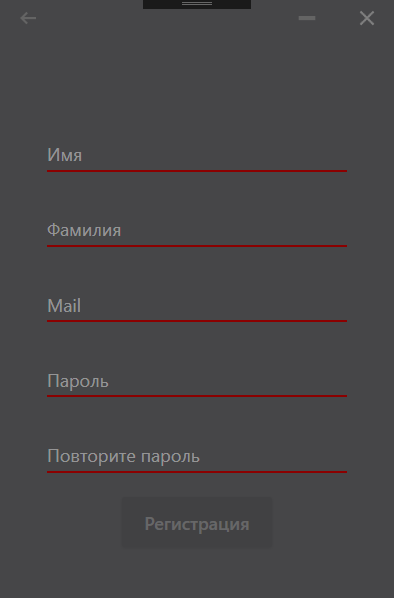 Имя
Фамилия
Mail
Пароль
Повторите пароль
Регистрация